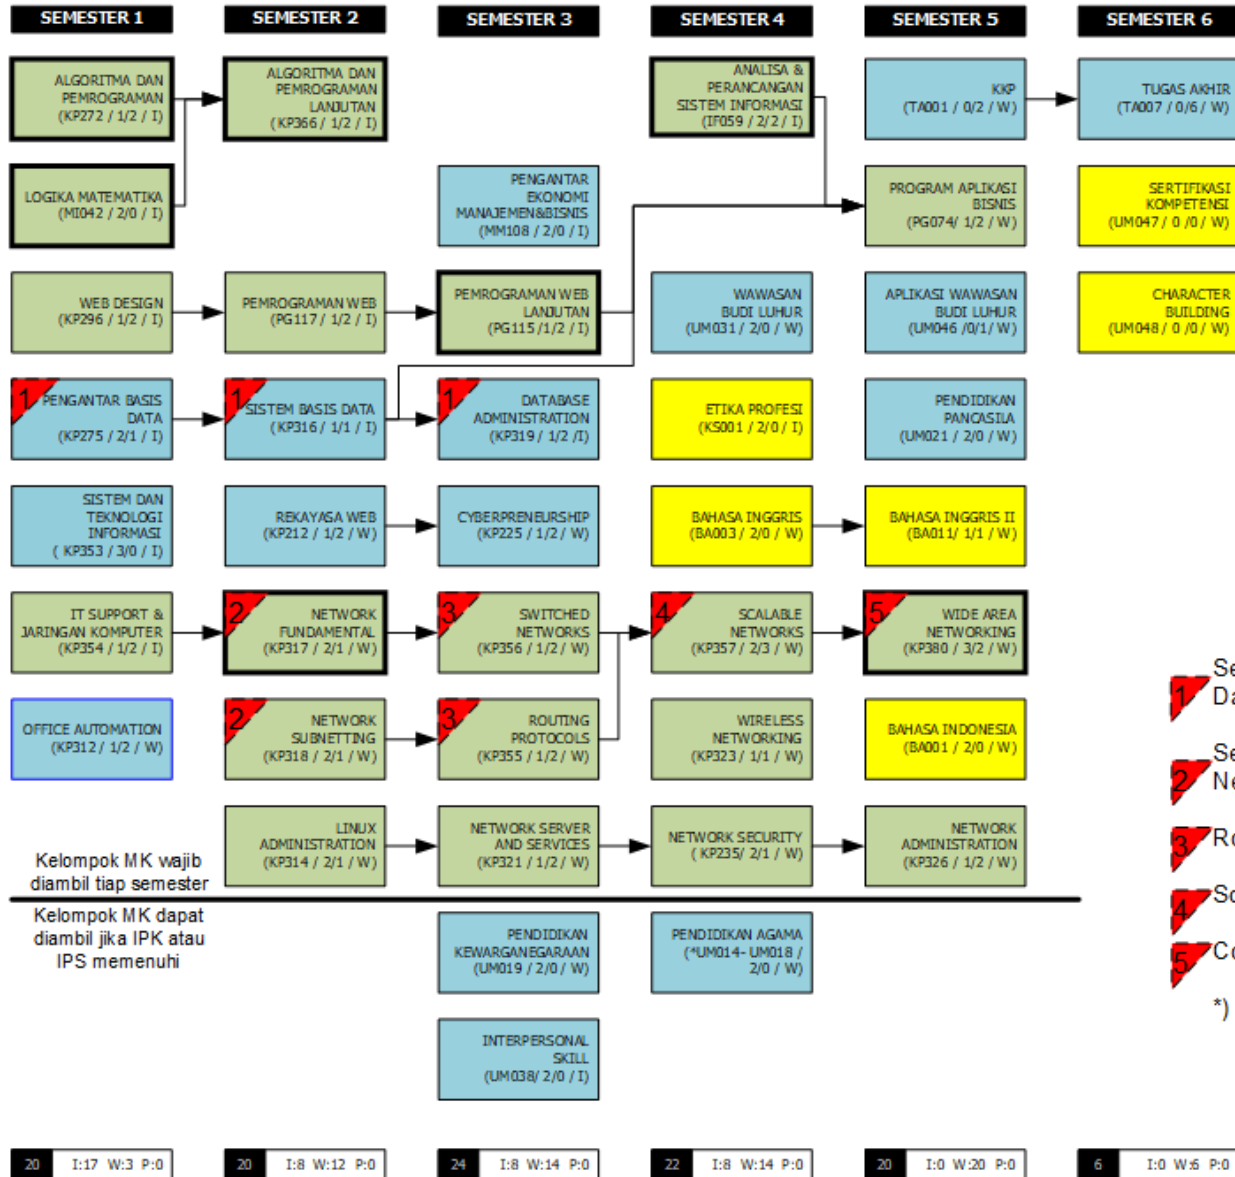 SEMESTER 1
SEMESTER 2
SEMESTER 3
SEMESTER 4
SEMESTER 5
SEMESTER 6
ALGORITMA DAN
PEMROGRAMAN
(KP272 / 1/2 / I)
ALGORITMA DAN
PEMROGRAMAN
LANJUTAN
(KP366 / 1/2 / I)
ANALISA &
PERANCANGAN
SISTEM INFORMASI
(IF059 / 2/2 / I)
KKP
(TA001 / 0/2 / W)
TUGAS AKHIR
(TA007 / 0/6 / W)
LOGIKA MATEMATIKA
(MI042 / 2/0 / I)
PENGANTAR
EKONOMI
MANAJEMEN&BISNIS
(MM108 / 2/0 / I)
PROGRAM APLIKASI
BISNIS
(PG074/ 1/2 / W)
SERTIFIKASI
KOMPETENSI
(UM047 / 0 /0 / W)
WEB DESIGN
(KP296 / 1/2 / I)
PEMROGRAMAN WEB
(PG117 / 1/2 / I)
PEMROGRAMAN WEB
LANJUTAN
(PG115 /1/2 / I)
WAWASAN
BUDI LUHUR
(UM031 / 2/0 / W)
APLIKASI WAWASAN
BUDI LUHUR
(UM046 /0/1/ W)
CHARACTER
BUILDING
(UM048 / 0 /0/ W)
1
PENGANTAR BASIS
DATA
(KP275 / 2/1 / I)
1
SISTEM BASIS DATA
(KP316 / 1/1 / I)
1
DATABASE
ADMINISTRATION
(KP319 / 1/2 /I)
ETIKA PROFESI
(KS001 / 2/0 / I)
PENDIDIKAN
PANCASILA
(UM021 / 2/0 / W)
SISTEM DAN
TEKNOLOGI
INFORMASI
( KP353 / 3/0 / I)
REKAYASA WEB
(KP212 / 1/2 / W)
CYBERPRENEURSHIP
(KP225 / 1/2 / W)
BAHASA INGGRIS
(BA003 / 2/0 / W)
BAHASA INGGRIS II
(BA011/ 1/1 / W)
IT SUPPORT &
JARINGAN KOMPUTER
(KP354 / 1/2 / I)
2
NETWORK
FUNDAMENTAL
(KP317 / 2/1 / W)
3
SWITCHED
NETWORKS
(KP356 / 1/2 / W)
4
SCALABLE
NETWORKS
(KP357 / 2/3 / W)
5
WIDE AREA
NETWORKING
(KP380 / 3/2 / W)
OFFICE AUTOMATION
(KP312 / 1/2 / W)
2
NETWORK
SUBNETTING
(KP318 / 2/1 / W)
3
ROUTING
PROTOCOLS
(KP355 / 1/2 / W)
WIRELESS
NETWORKING
(KP323 / 1/1 / W)
BAHASA INDONESIA
(BA001 / 2/0 / W)
LINUX
ADMINISTRATION
(KP314 / 2/1 / W)
NETWORK SERVER
AND SERVICES
(KP321 / 1/2 / W)
NETWORK SECURITY
( KP235/ 2/1 / W)
NETWORK
ADMINISTRATION
(KP326 / 1/2 / W)
1
Se
Da
2
Se
Ne
3
Ro
4
Sc
5
Co
*)
Kelompok MK wajib
diambil tiap semester
Kelompok MK dapat
diambil jika IPK atau
IPS memenuhi
PENDIDIKAN
KEWARGANEGARAAN
(UM019 / 2/0 / W)
PENDIDIKAN AGAMA
(*UM014- UM018 /
2/0 / W)
INTERPERSONAL
SKILL
(UM038/ 2/0 / I)
20 I:17 W:3 P:0
20 I:8 W:12 P:0
24 I:8 W:14 P:0
22 I:8 W:14 P:0
20 I:0 W:20 P:0
6 I:0 W:6 P:0